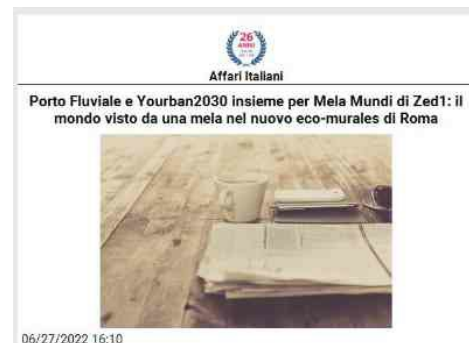 26
ANNO
Affari Italiani
Porto Fluviale e Yourban2030 insieme per Mela Mundi di Zed1: il
mondo visto da una mela nel nuovo eco-murales di Roma
06/27/2022 16:10